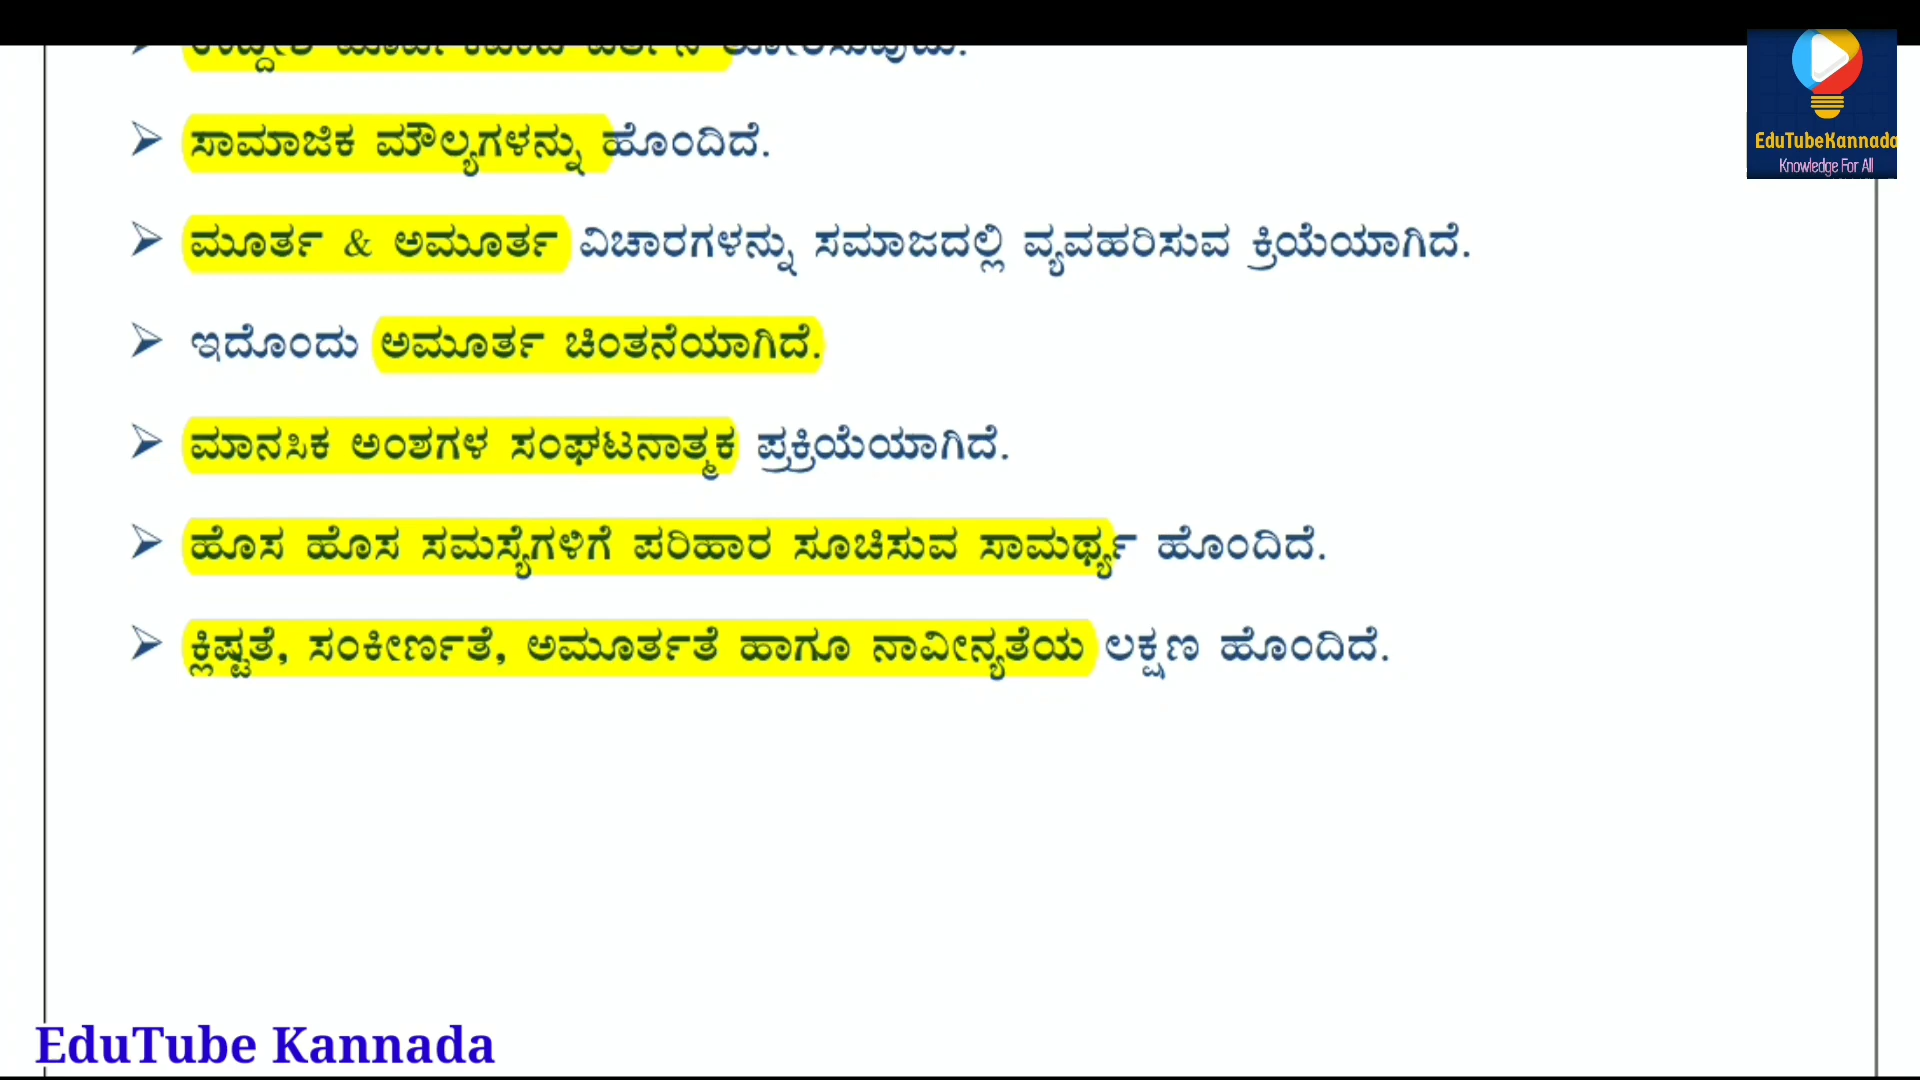 ಸಾಮಾಜಿಕ ಮೌಲ್ಯಗಳನ್ನು ಹೊಂದಿದೆ.
ಮೂರ್ತ & ಅಮೂರ್ತ ವಿಚಾರಗಳನ್ನು ಸಮಾಜದಲ್ಲಿ ವ್ಯವಹರಿಸುವ ಕ್ರಿಯೆಯಾಗಿದೆ.
ಇದೊಂದು ಅಮೂರ್ತ ಚಿಂತನೆಯಾಗಿದೆ.
ಮಾನಸಿಕ ಅಂಶಗಳ ಸಂಘಟನಾತ್ಮಕ ಪ್ರಕ್ರಿಯೆಯಾಗಿದೆ.
ಹೊಸ ಹೊಸ ಸಮಸ್ಯೆಗಳಿಗೆ ಪರಿಹಾರ ಸೂಚಿಸುವ ಸಾಮರ್ಥ್ಯ ಹೊಂದಿದೆ.
ಕ್ಲಿಷ್ಟತೆ, ಸಂಕೀರ್ಣತೆ, ಅಮೂರ್ತತೆ ಹಾಗೂ ನಾವೀನ್ಯತೆಯ ಲಕ್ಷಣ ಹೊಂದಿದೆ.
EduTubeKannada
Knowledge For All
EduTube Kannada